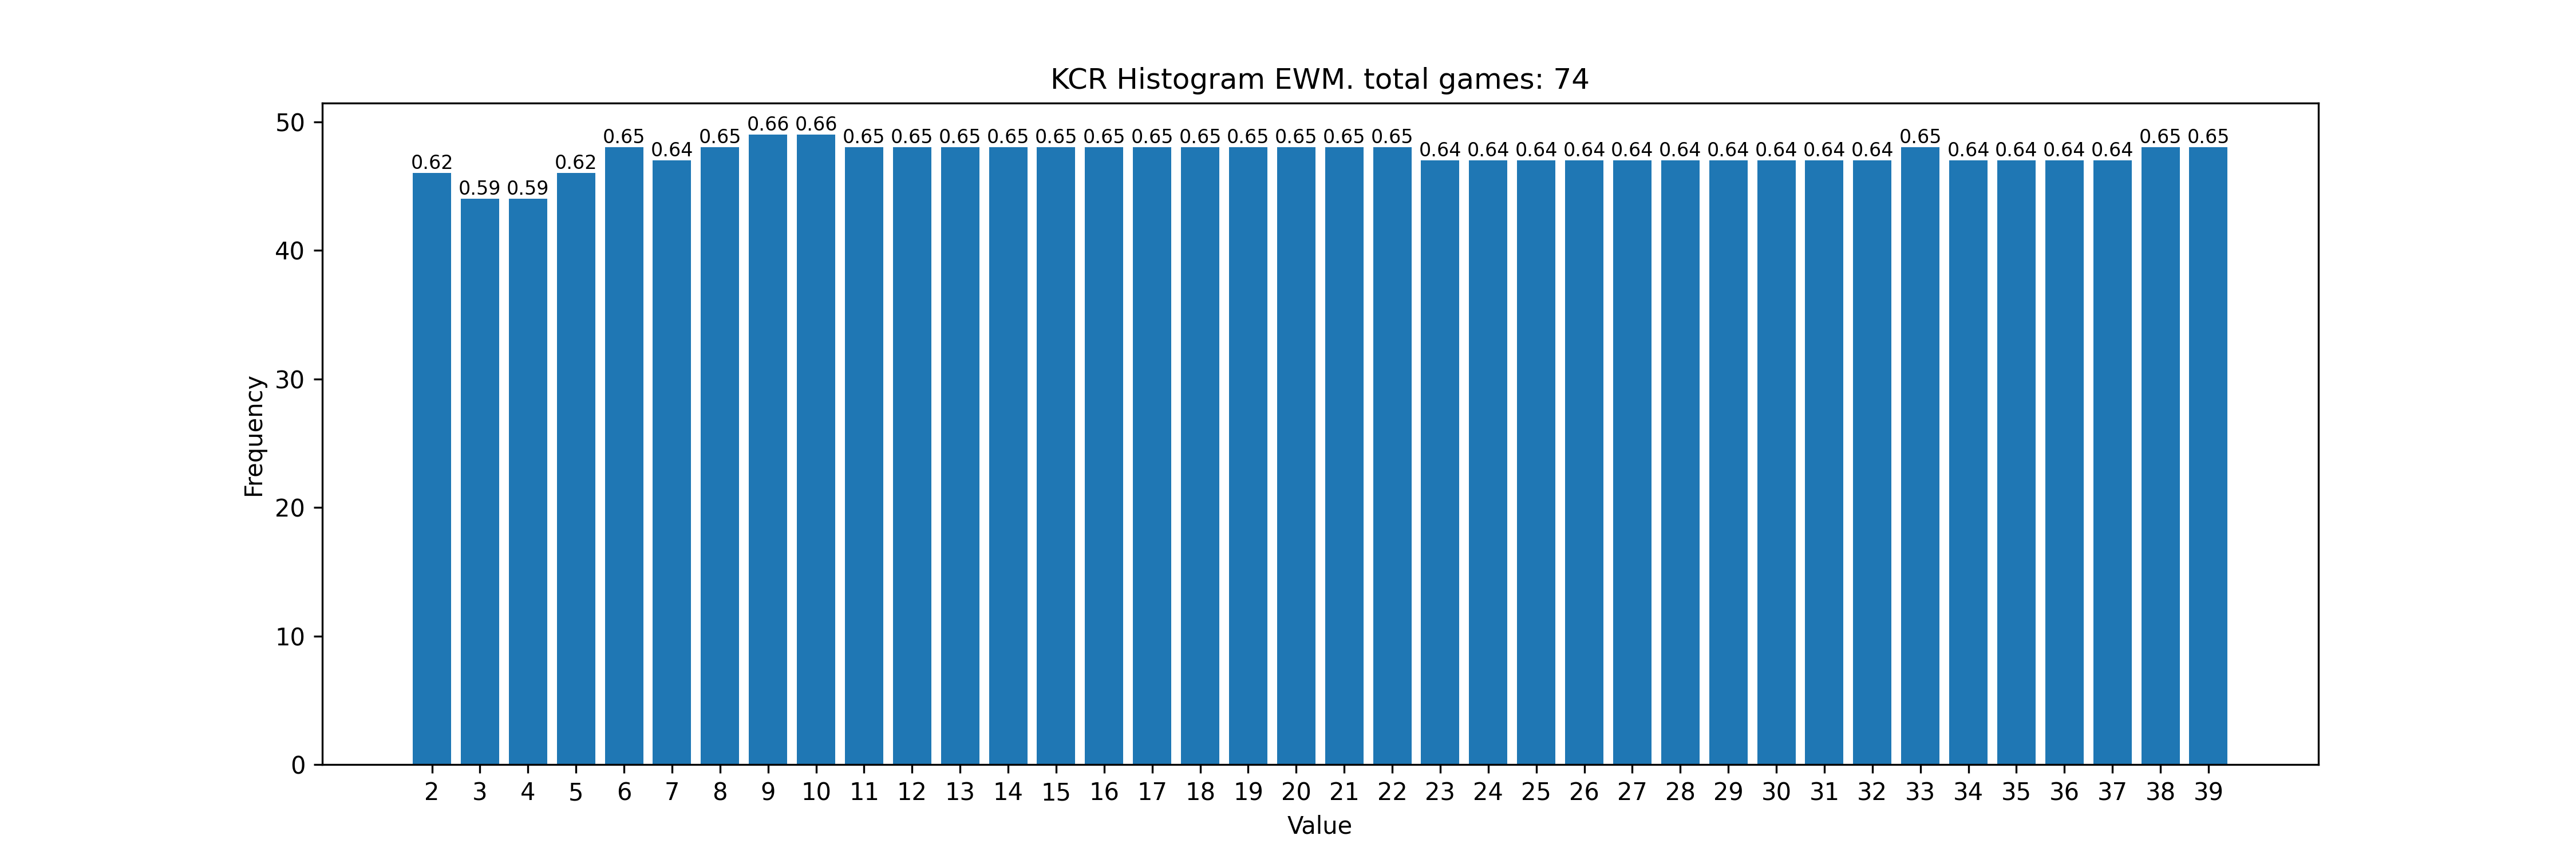 KCR Histogram EWM. total games: 74
50
40
30
20
10
0
Frequency
0.62 0.59 0.59 0.62 0.65 0.64 0.65 0.66 0.66 0.65 0.65 0.65 0.65 0.65 0.65 0.65 0.65 0.65 0.65 0.65 0.65 0.64 0.64 0.64 0.64 0.64 0.64 0.64 0.64 0.64 0.64 0.65 0.64 0.64 0.64 0.64 0.65 0.65
2 3 4 5 6 7 8 9 10 11 12 13 14 15 16 17 18 19 20 21 22 23 24 25 26 27 28 29 30 31 32 33 34 35 36 37 38 39
Value